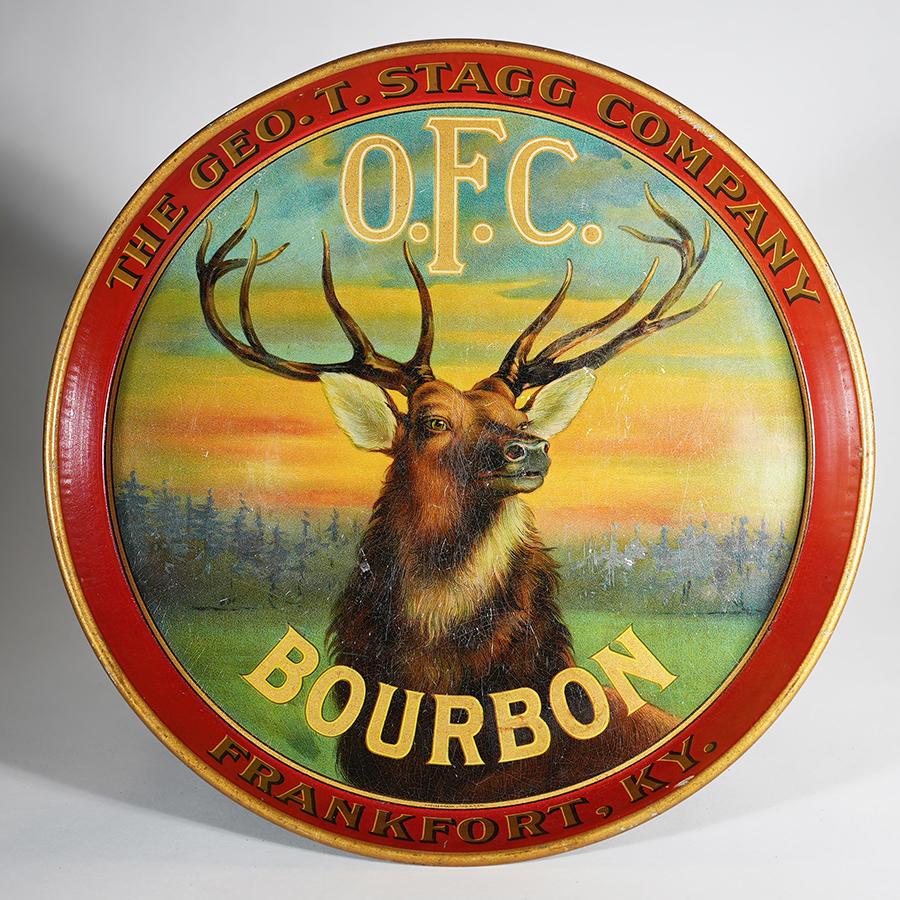 THE GEO. T. STAGG COMPANY
O.F.C.
BOURBON
FRANKFORT, KY.